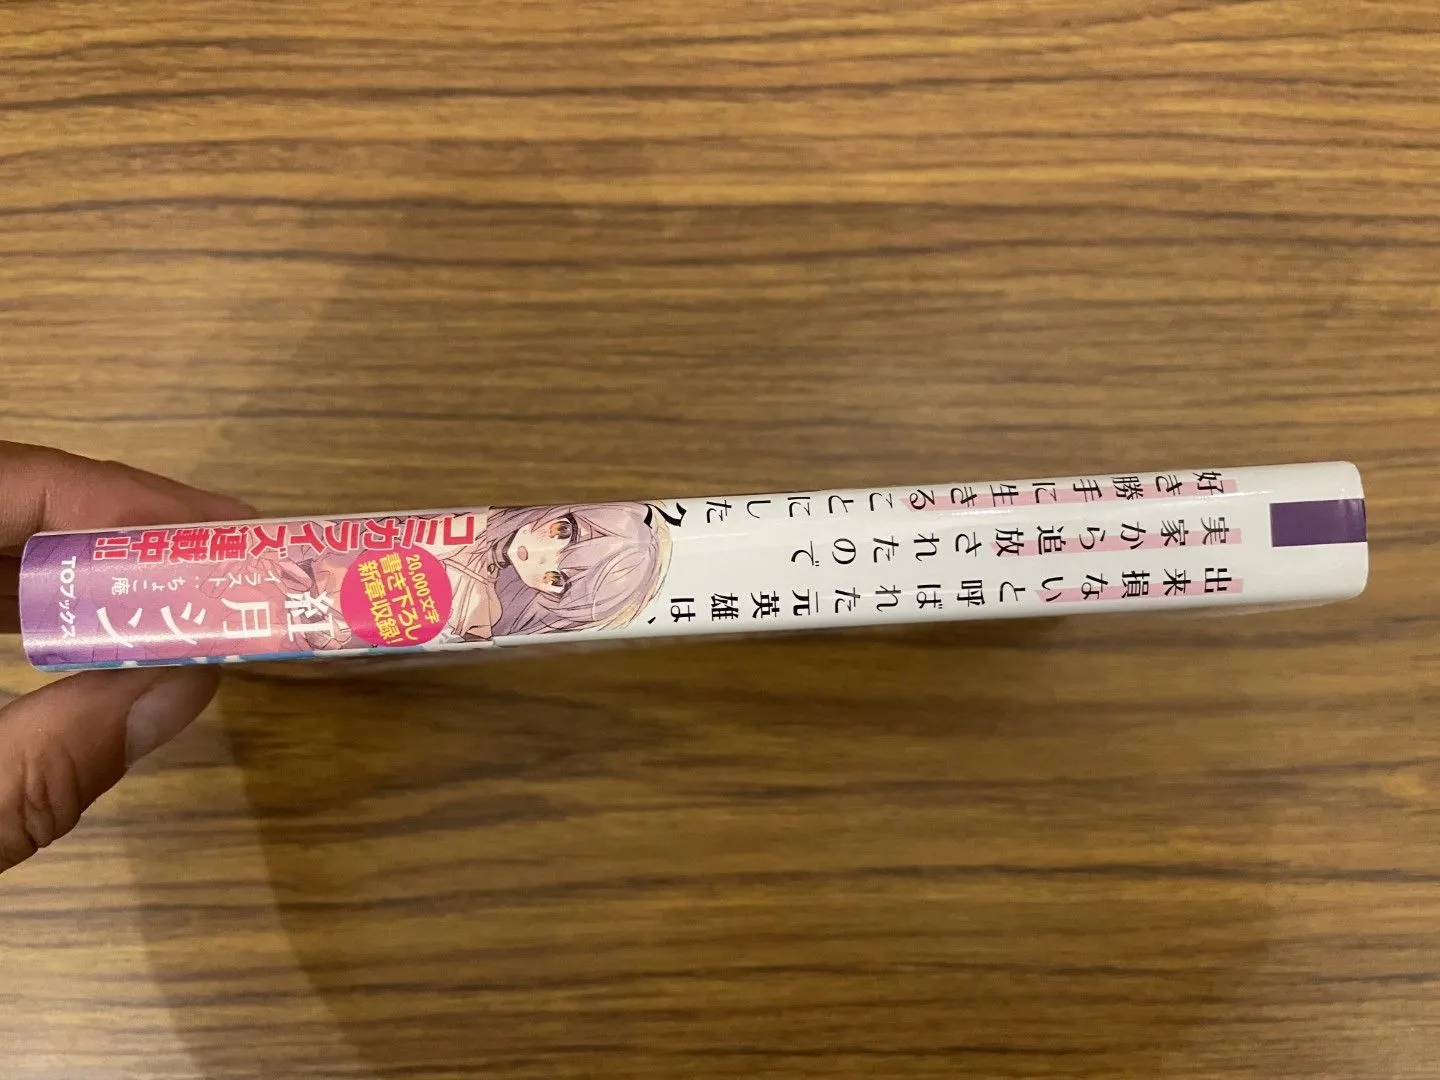 出来損ないと呼ばれた元英雄は、
実家から追放されたので
好き勝手に生きることにした
2
コミカライズ連載中!!
20,000文字
書き下ろし
新章収録!
紅月シン
イラスト:ちょこ庵
TOブックス